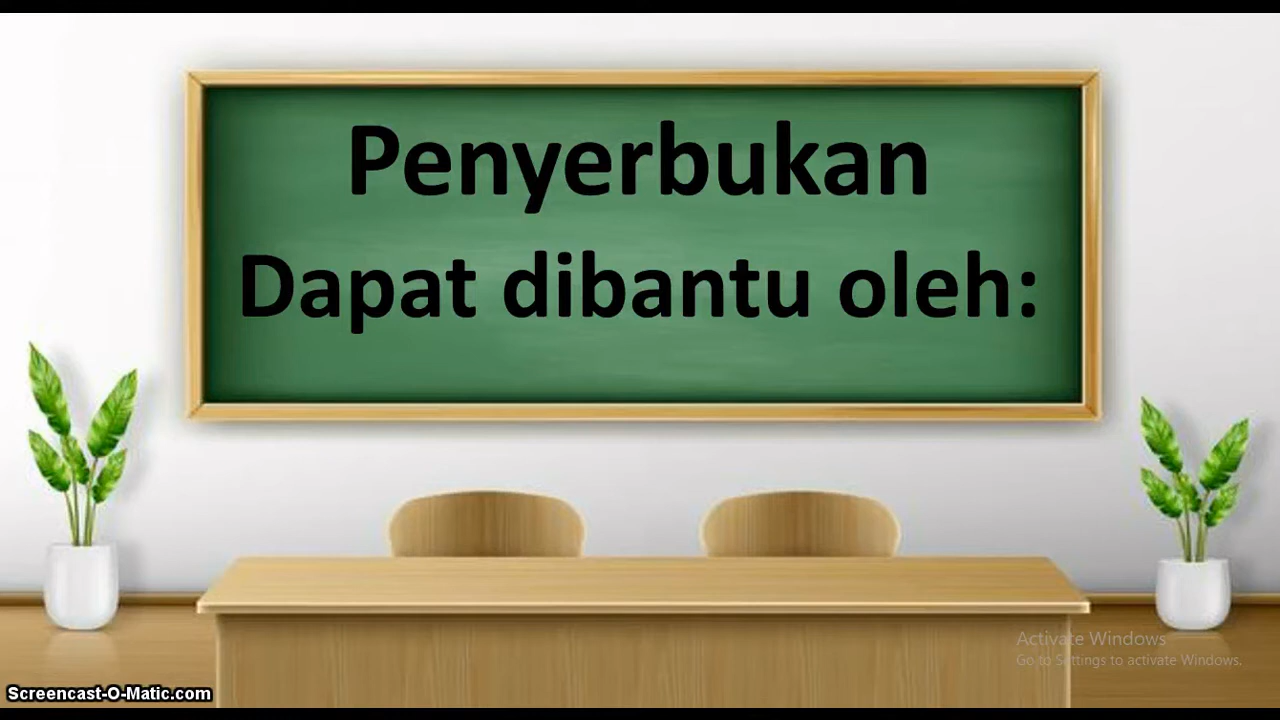 Penyerbukan
Dapat dibantu oleh:
Activate Windows
Go to Settings to activate Windows.
Screencast-O-Matic.com